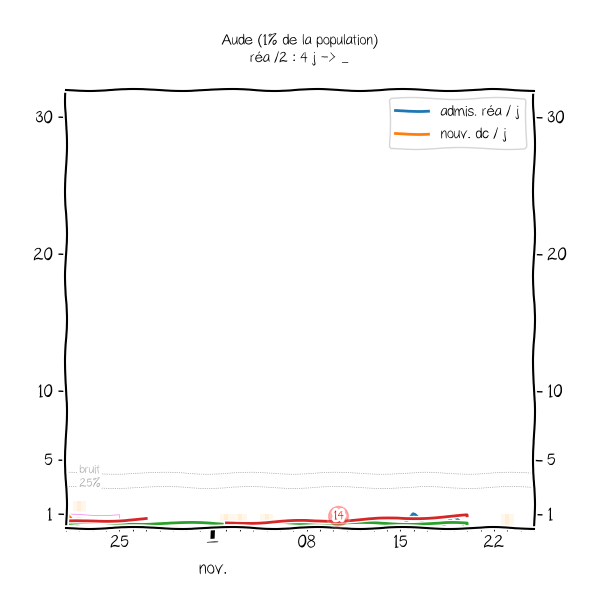 Aude (1% de la population)
réa /2 : 4 j -> _
admis. réa / j
nouv. dc / j
30 30
20 20
10 10
5 5
bruit
25%
1 1
14
25 1 08 15 22
nov.